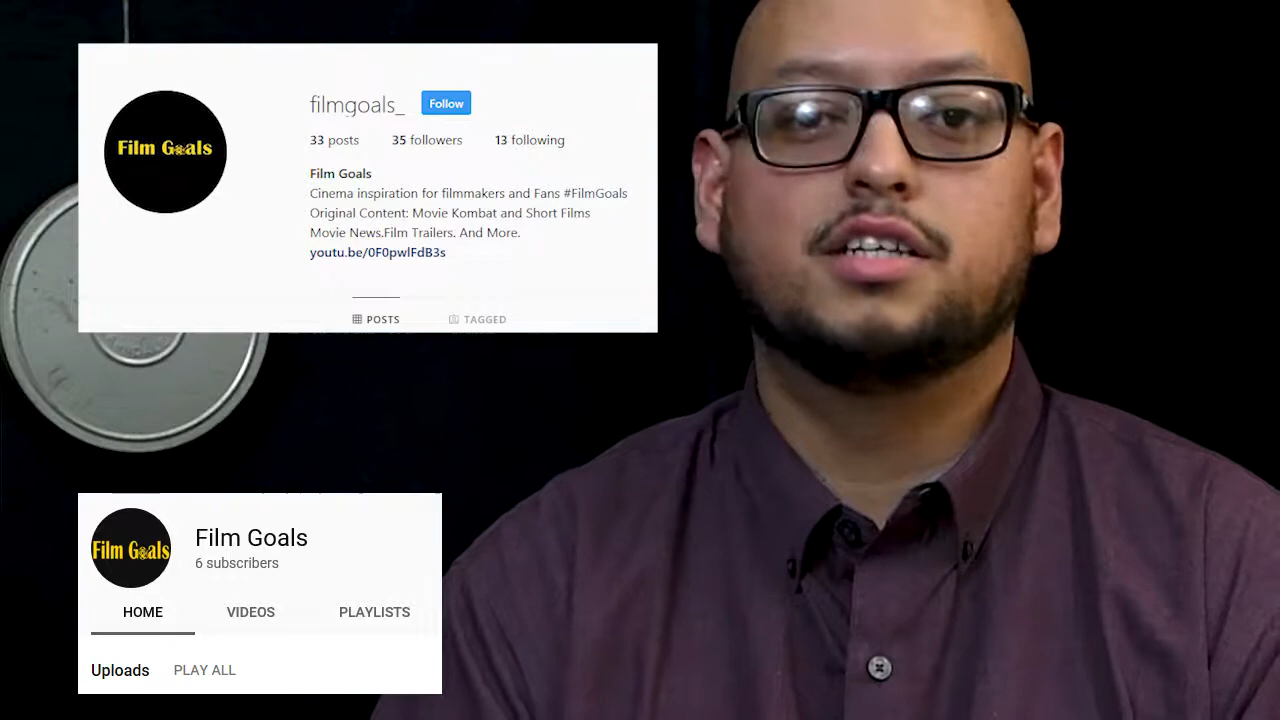 Film Goals
filmgoals_ Follow
33 posts 35 followers 13 following
Film Goals
Cinema inspiration for filmmakers and Fans #FilmGoals
Original Content: Movie Kombat and Short Films
Movie News.Film Trailers. And More.
youtu.be/0F0pwlFdB3s
POSTS TAGGED
Film Goals
Film Goals
6 subscribers
HOME VIDEOS PLAYLISTS
Uploads PLAY ALL